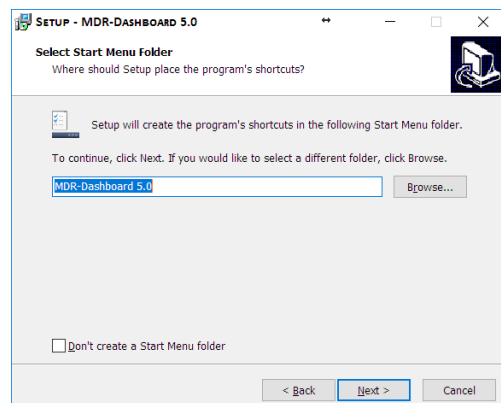 SETUP - MDR-DASHBOARD 5.0
Select Start Menu Folder
Where should Setup place the program's shortcuts?
Setup will create the program's shortcuts in the following Start Menu folder.
To continue, click Next. If you would like to select a different folder, click Browse.
MDR-Dashboard 5.0 Browse...
Don't create a Start Menu folder
< Back Next > Cancel